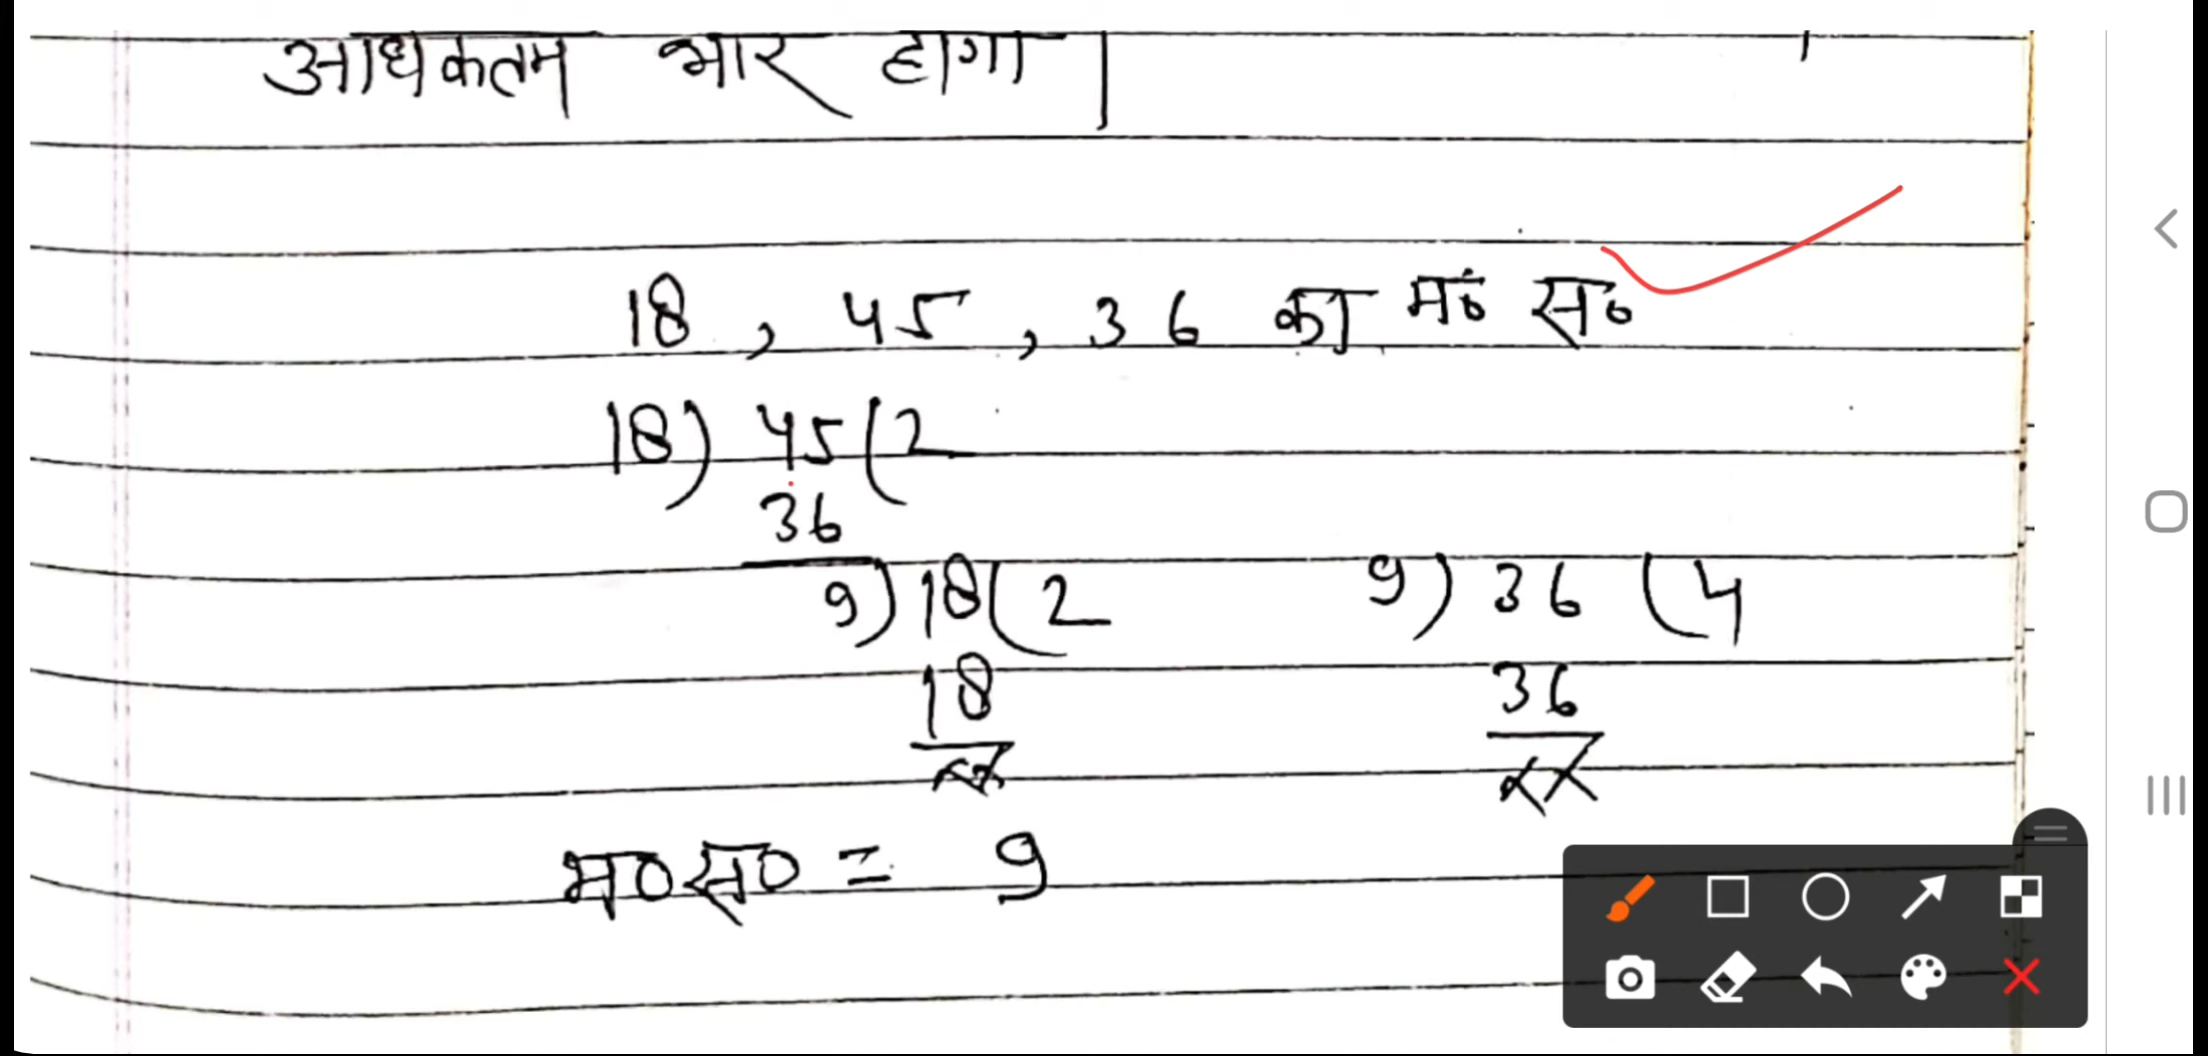 अधिकतम भार होगा।
18, 45, 36 का म० स०
18) 45 (2
36
9) 18 (2 9) 36 (4
18 36
×× ××
म०स० = 9